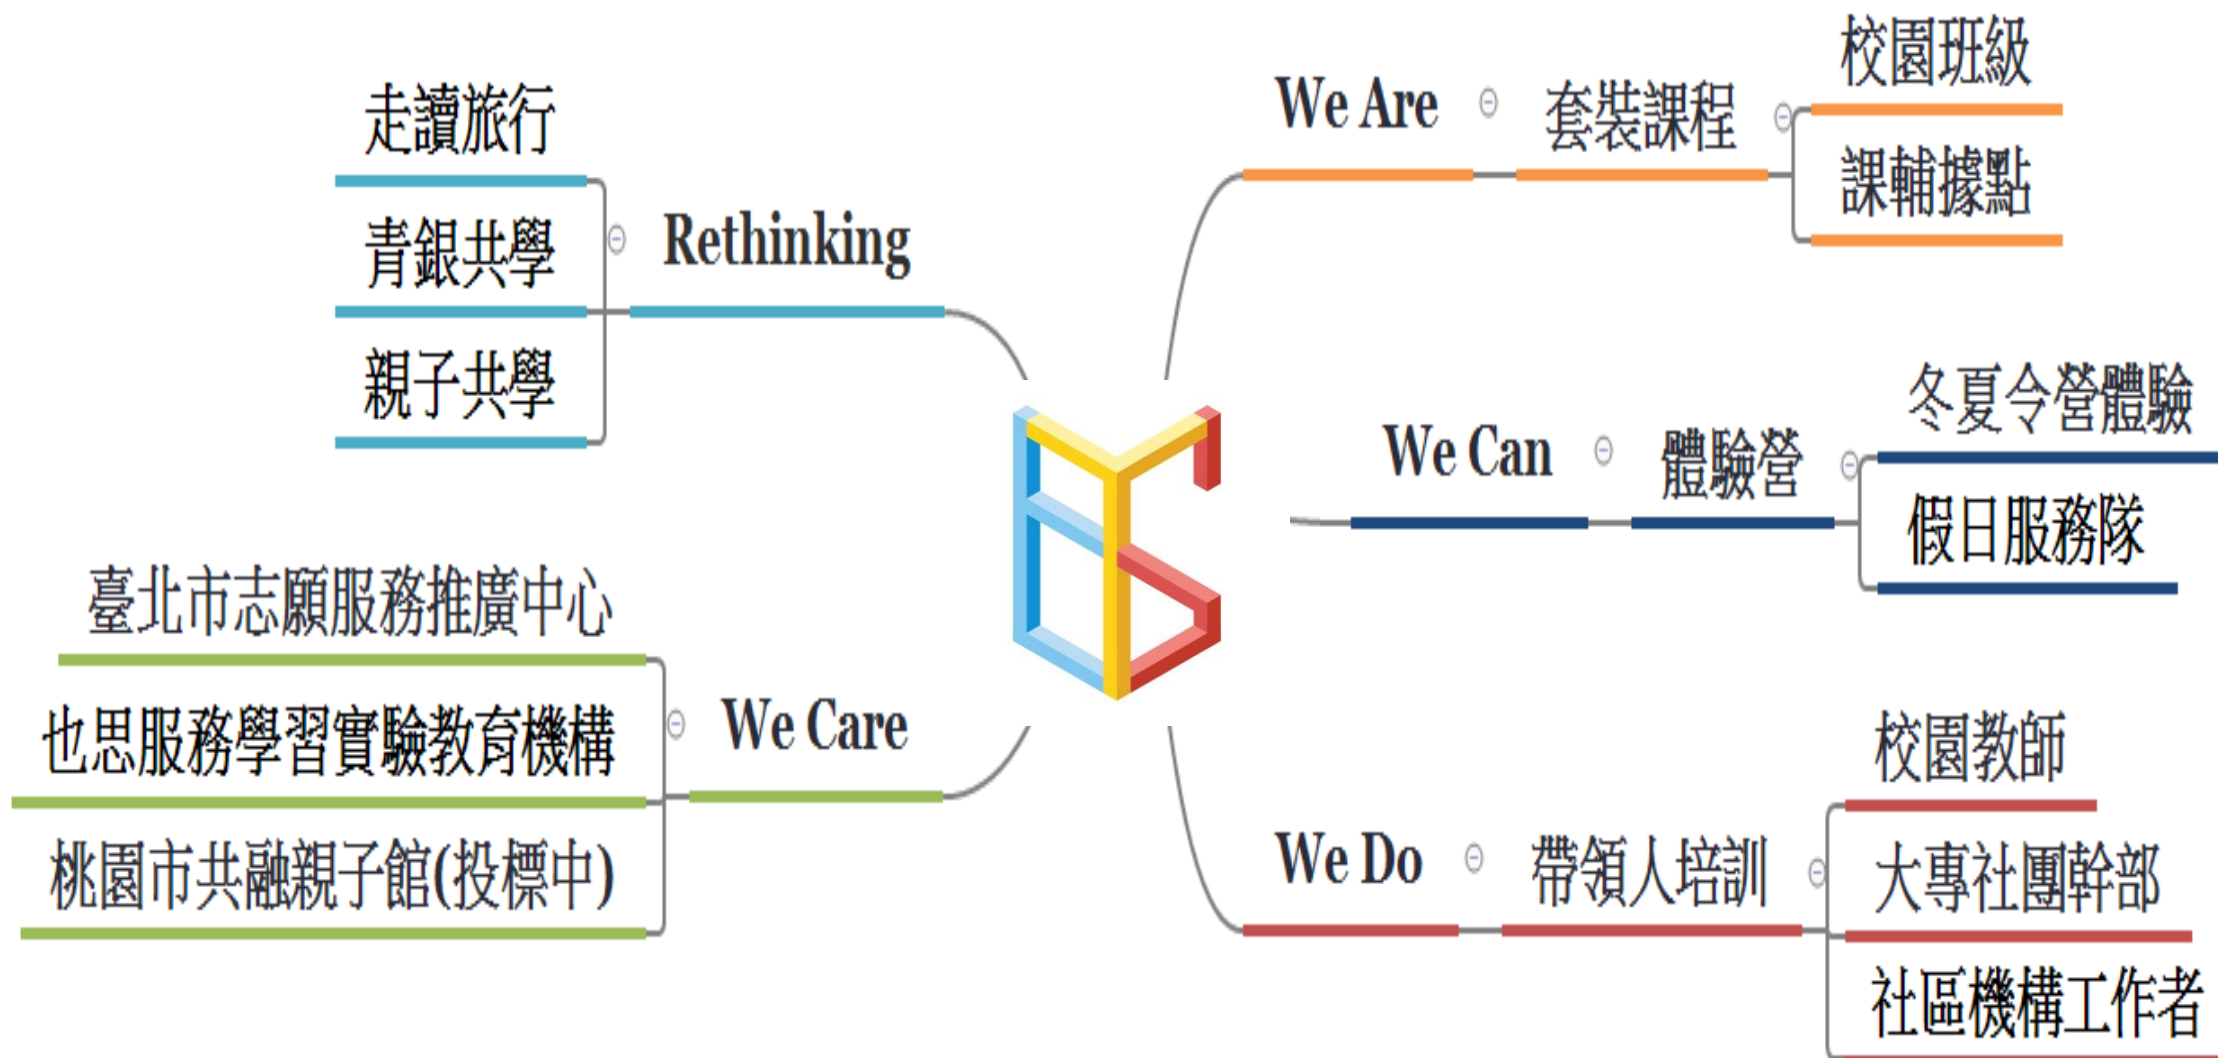 走讀旅行
青銀共學
親子共學
Rethinking
臺北市志願服務推廣中心
也思服務學習實驗教育機構
桃園市共融親子館(投標中)
We Care
We Are
套裝課程
校園班級
課輔據點
We Can
體驗營
冬夏令營體驗
假日服務隊
We Do
帶領人培訓
校園教師
大專社團幹部
社區機構工作者